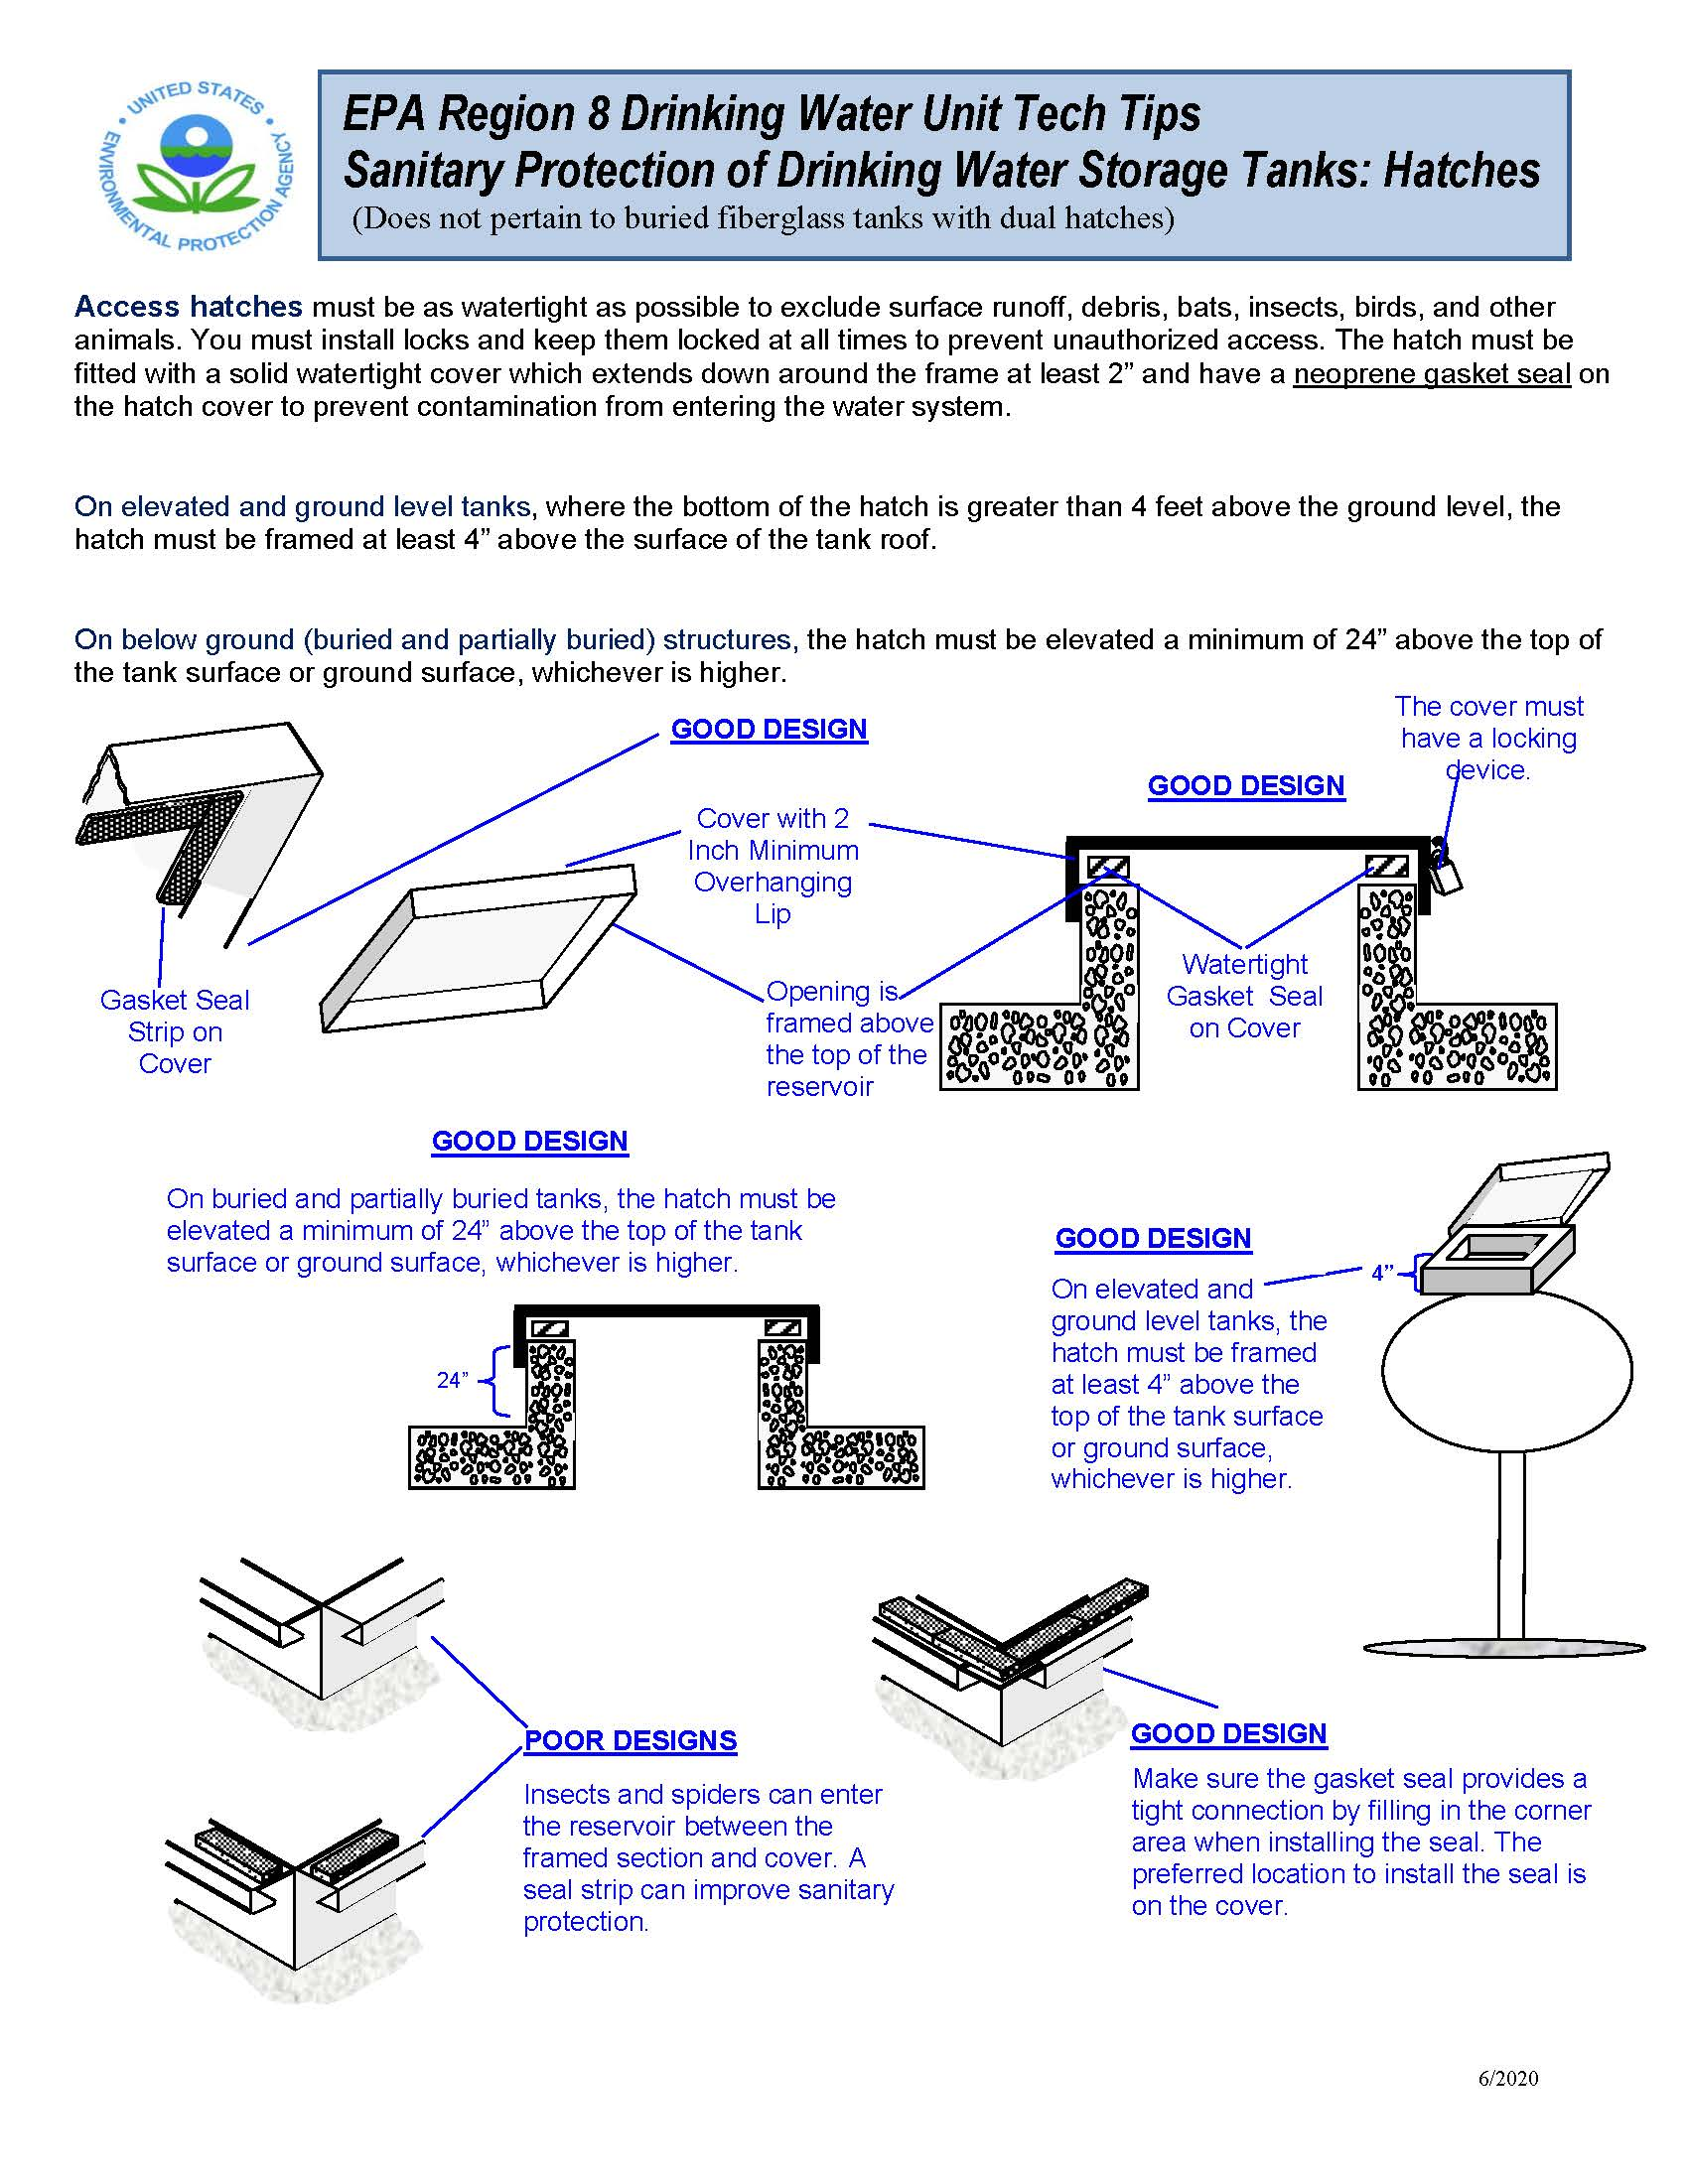 UNITED STATES
ENVIRONMENTAL PROTECTION AGENCY
EPA Region 8 Drinking Water Unit Tech Tips
Sanitary Protection of Drinking Water Storage Tanks: Hatches
(Does not pertain to buried fiberglass tanks with dual hatches)
Access hatches must be as watertight as possible to exclude surface runoff, debris, bats, insects, birds, and other
animals. You must install locks and keep them locked at all times to prevent unauthorized access. The hatch must be
fitted with a solid watertight cover which extends down around the frame at least 2” and have a neoprene gasket seal on
the hatch cover to prevent contamination from entering the water system.
On elevated and ground level tanks, where the bottom of the hatch is greater than 4 feet above the ground level, the
hatch must be framed at least 4” above the surface of the tank roof.
On below ground (buried and partially buried) structures, the hatch must be elevated a minimum of 24” above the top of
the tank surface or ground surface, whichever is higher.
GOOD DESIGN
Cover with 2
Inch Minimum
Overhanging
Lip
Gasket Seal
Strip on
Cover
Opening is
framed above
the top of the
reservoir
GOOD DESIGN
The cover must
have a locking
device.
Watertight
Gasket Seal
on Cover
GOOD DESIGN
On buried and partially buried tanks, the hatch must be
elevated a minimum of 24” above the top of the tank
surface or ground surface, whichever is higher.
24”
GOOD DESIGN
4”
On elevated and
ground level tanks, the
hatch must be framed
at least 4” above the
top of the tank surface
or ground surface,
whichever is higher.
POOR DESIGNS
Insects and spiders can enter
the reservoir between the
framed section and cover. A
seal strip can improve sanitary
protection.
GOOD DESIGN
Make sure the gasket seal provides a
tight connection by filling in the corner
area when installing the seal. The
preferred location to install the seal is
on the cover.
6/2020